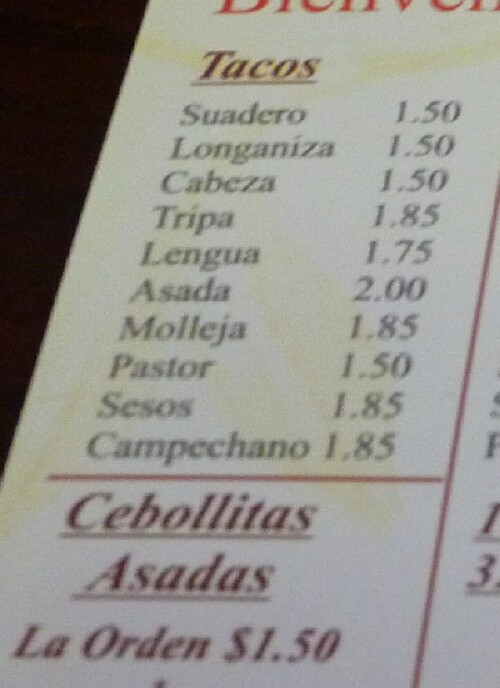 Tacos
Suadero 1.50
Longaniza 1.50
Cabeza 1.50
Tripa 1.85
Lengua 1.75
Asada 2.00
Molleja 1.85
Pastor 1.50
Sesos 1.85
Campechano 1.85
Cebollitas
Asadas
La Orden $1.50